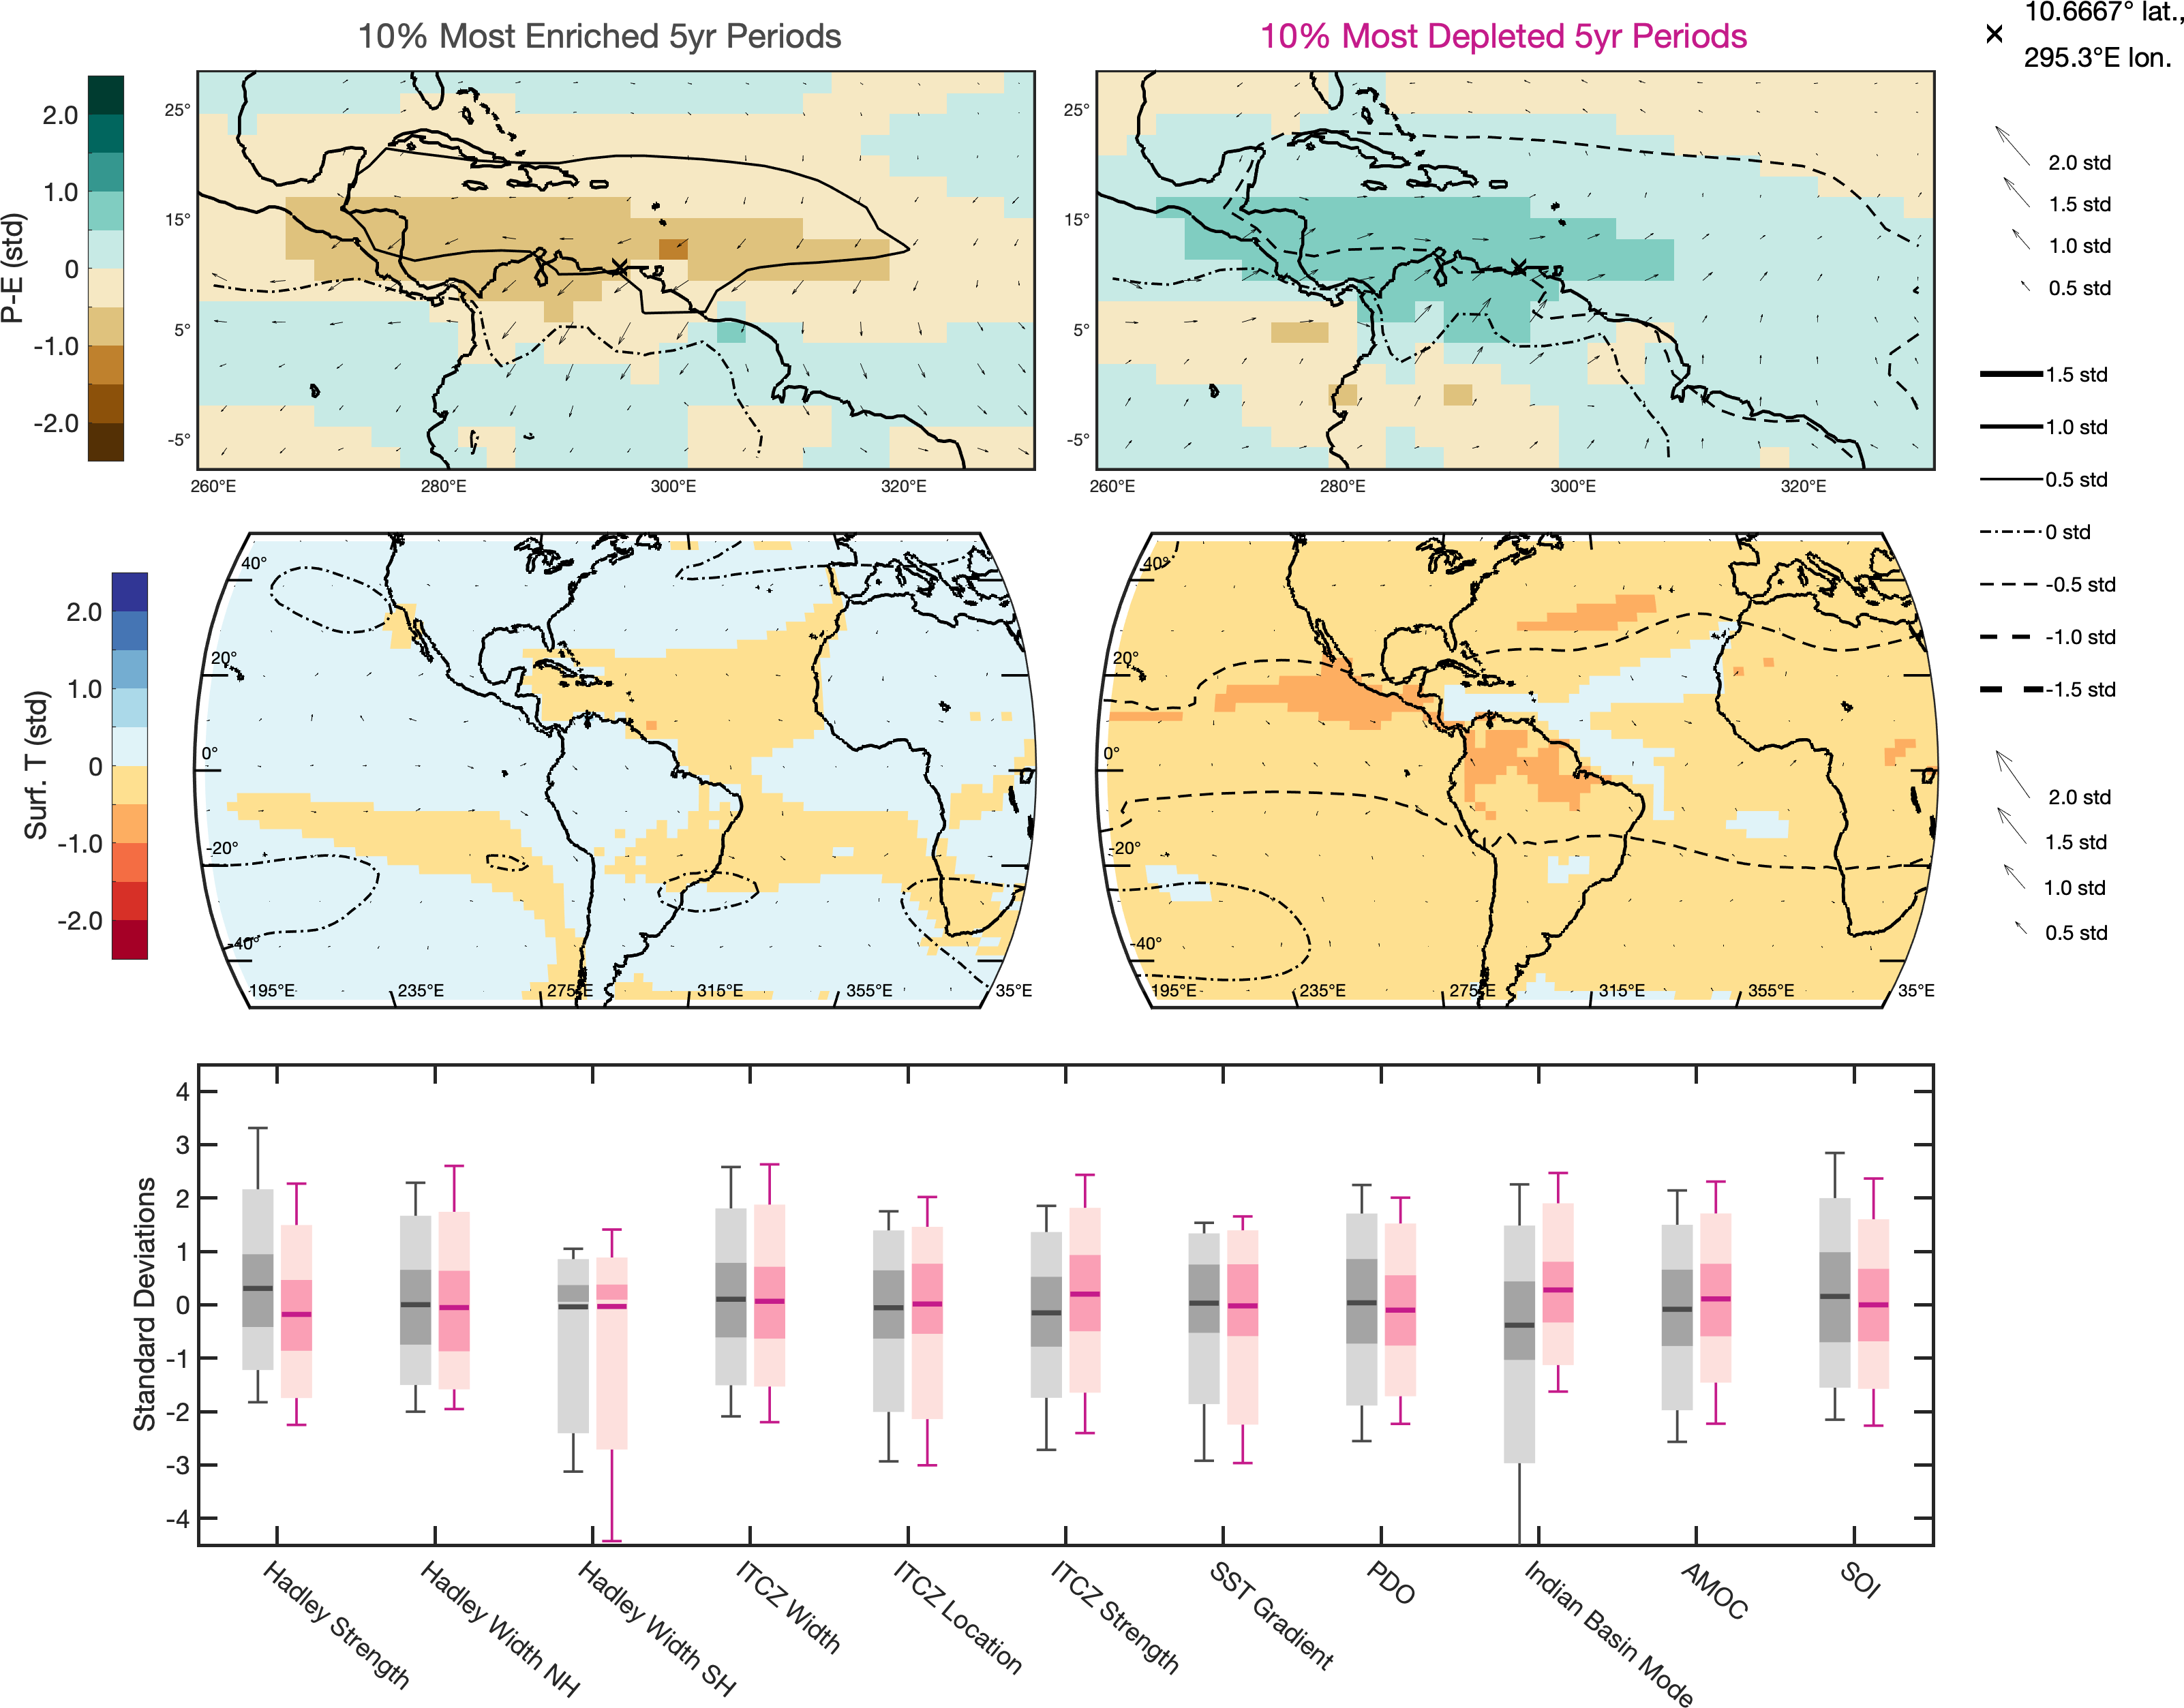 10% Most Enriched 5yr Periods
10% Most Depleted 5yr Periods
10.6667° lat.,
295.3°E lon.
P-E (std)
2.0
1.0
0
-1.0
-2.0
25°
15°
5°
-5°
260°E 280°E 300°E 320°E
25°
15°
5°
-5°
260°E 280°E 300°E 320°E
2.0 std
1.5 std
1.0 std
0.5 std
1.5 std
1.0 std
0.5 std
0 std
-0.5 std
-1.0 std
-1.5 std
Surf. T (std)
2.0
1.0
0
-1.0
-2.0
40°
20°
0°
-20°
-40°
195°E 235°E 275°E 315°E 355°E 35°E
40°
20°
0°
-20°
-40°
195°E 235°E 275°E 315°E 355°E 35°E
2.0 std
1.5 std
1.0 std
0.5 std
Standard Deviations
4
3
2
1
0
-1
-2
-3
-4
Hadley Strength
Hadley Width NH
Hadley Width SH
ITCZ Width
ITCZ Location
ITCZ Strength
SST Gradient
PDO
Indian Basin Mode
AMOC
SOI